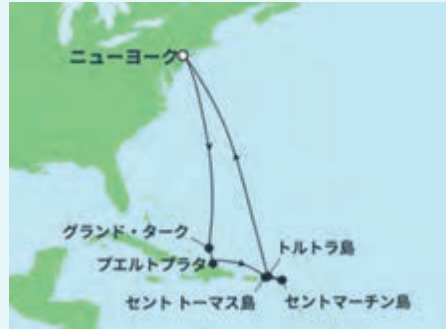 ニューヨーク
グランド・ターク
プエルトプラタ
トルトラ島
セント トーマス島
セントマーチン島